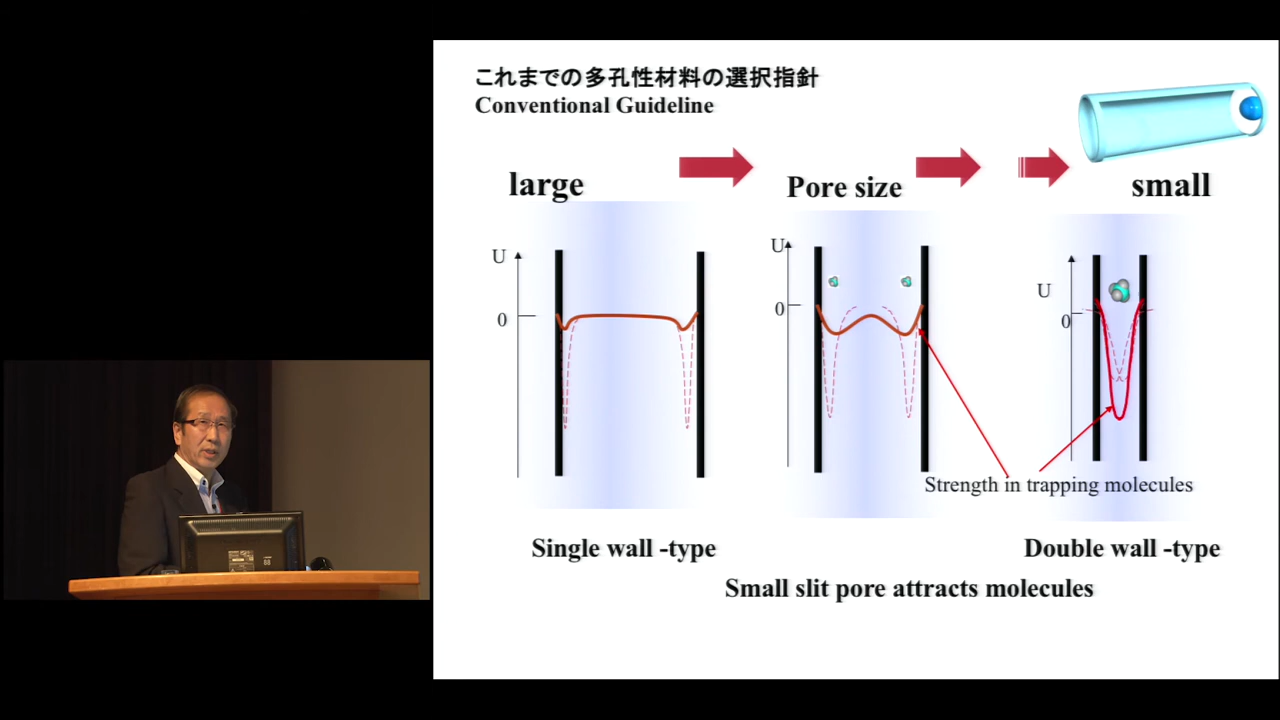 これまでの多孔性材料の選択指針
Conventional Guideline
large
Pore size
small
U
0
U
0
U
0
Strength in trapping molecules
Single wall -type
Double wall -type
Small slit pore attracts molecules